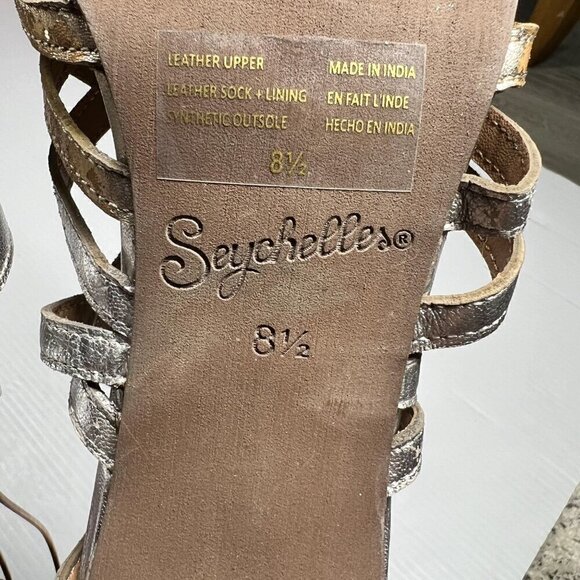 LEATHER UPPER MADE IN INDIA
LEATHER SOCK + LINING EN FAIT L'INDE
SYNTHETIC OUTSOLE HECHO EN INDIA
8½
Seychelles®
8½